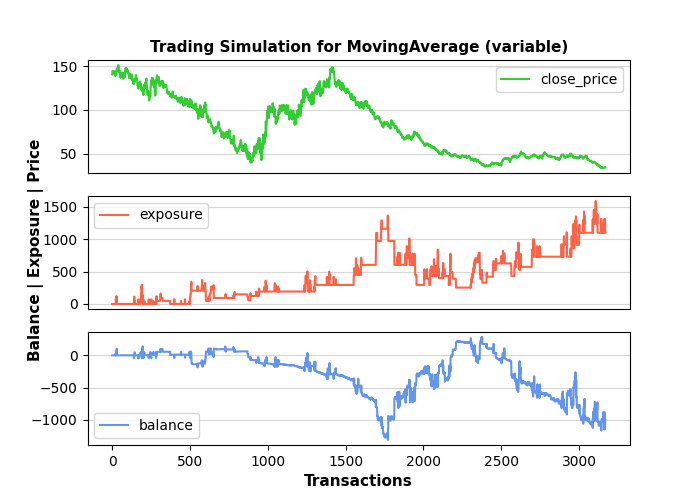 Trading Simulation for MovingAverage (variable)
150
100
50
close_price
1500
1000
500
0
exposure
0
−500
−1000
balance
0
500
1000
1500
2000
2500
3000
Transactions
Balance | Exposure | Price